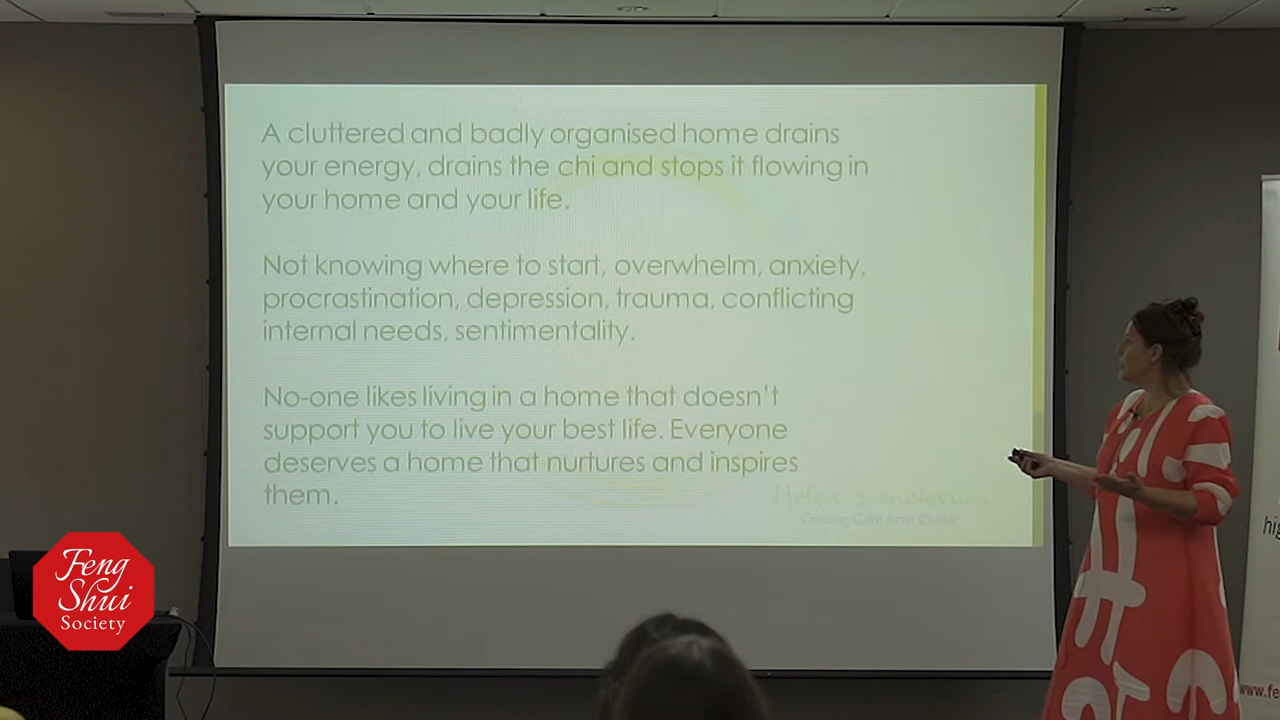 A cluttered and badly organised home drains
your energy, drains the chi and stops it flowing in
your home and your life.
Not knowing where to start, overwhelm, anxiety,
procrastination, depression, trauma, conflicting
internal needs, sentimentality.
No-one likes living in a home that doesn't
support you to live your best life. Everyone
deserves a home that nurtures and inspires
them.
Helen Sanderson
Creating Calm from Clutter
Feng
Shui
Society
hig
www.fe